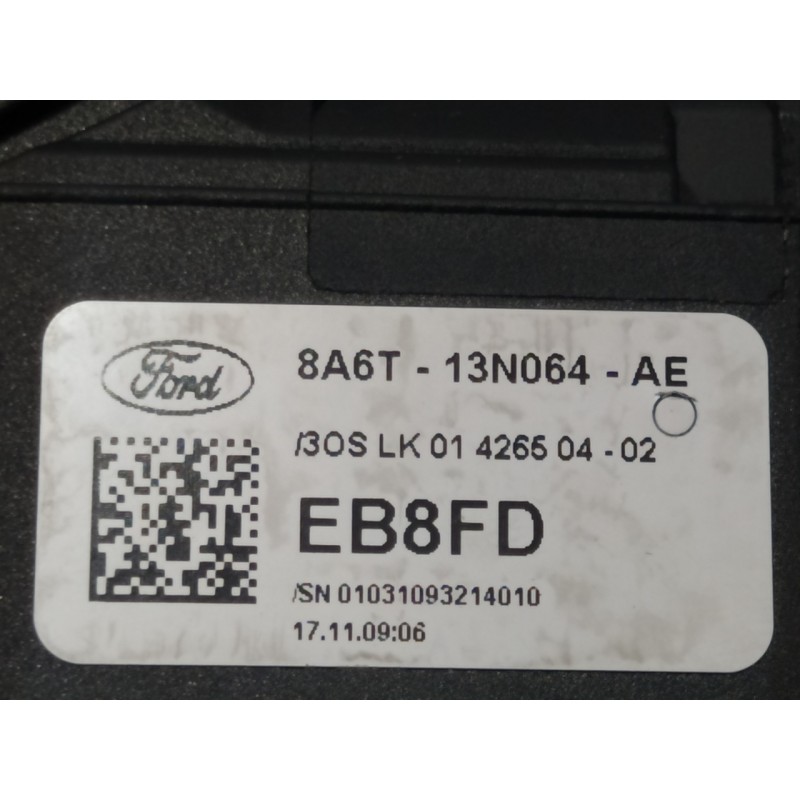 Ford
8A6T - 13N064 - AE
/3OS LK 01 4265 04 - 02
EB8FD
/SN 01031093214010
17.11.09:06